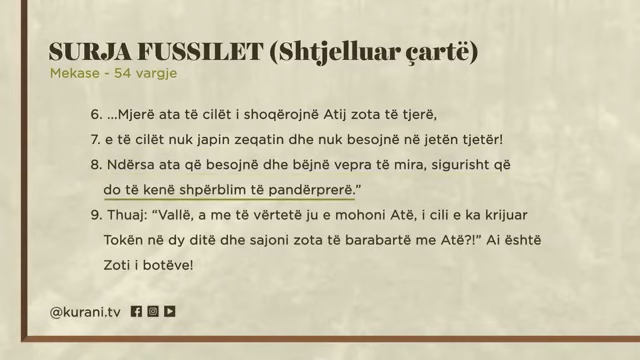 SURJA FUSSILET (Shtjelluar çartë)
Mekase - 54 vargje
6. ...Mjerë ata të cilët i shoqërojnë Atij zota të tjerë,
7. e të cilët nuk japin zeqatin dhe nuk besojnë në jetën tjetër!
8. Ndërsa ata që besojnë dhe bëjnë vepra të mira, sigurisht që
do të kenë shpërblim të pandërprerë.”
9. Thuaj: “Vallë, a me të vërtetë ju e mohoni Atë, i cili e ka krijuar
Tokën në dy ditë dhe sajoni zota të barabartë me Atë?!” Ai është
Zoti i botëve!
@kurani.tv